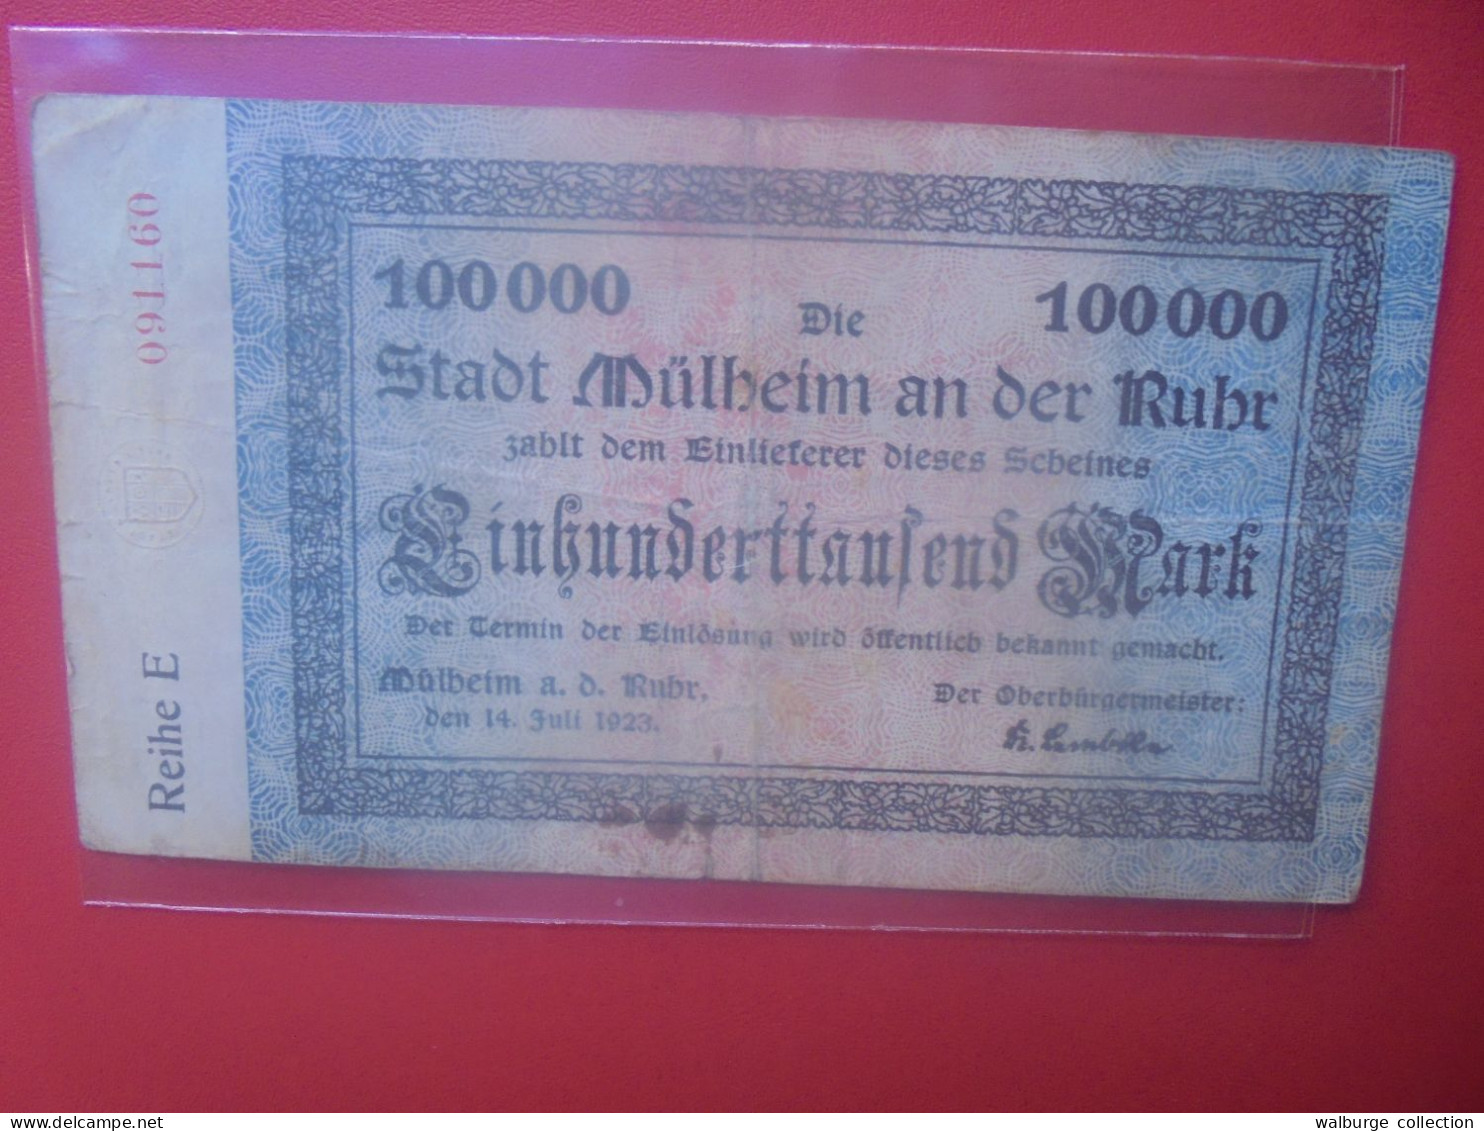 091160
Reihe E
100000
100000
Die
Stadt Mülheim an der Ruhr
zahlt dem Einlieferer dieses Scheines
Einhunderttausend Mark
Der Termin der Einlösung wird öffentlich bekannt gemacht.
Mülheim a. d. Ruhr,
den 14. Juli 1923.
Der Oberbürgermeister:
www.delcampe.net
walburge collection